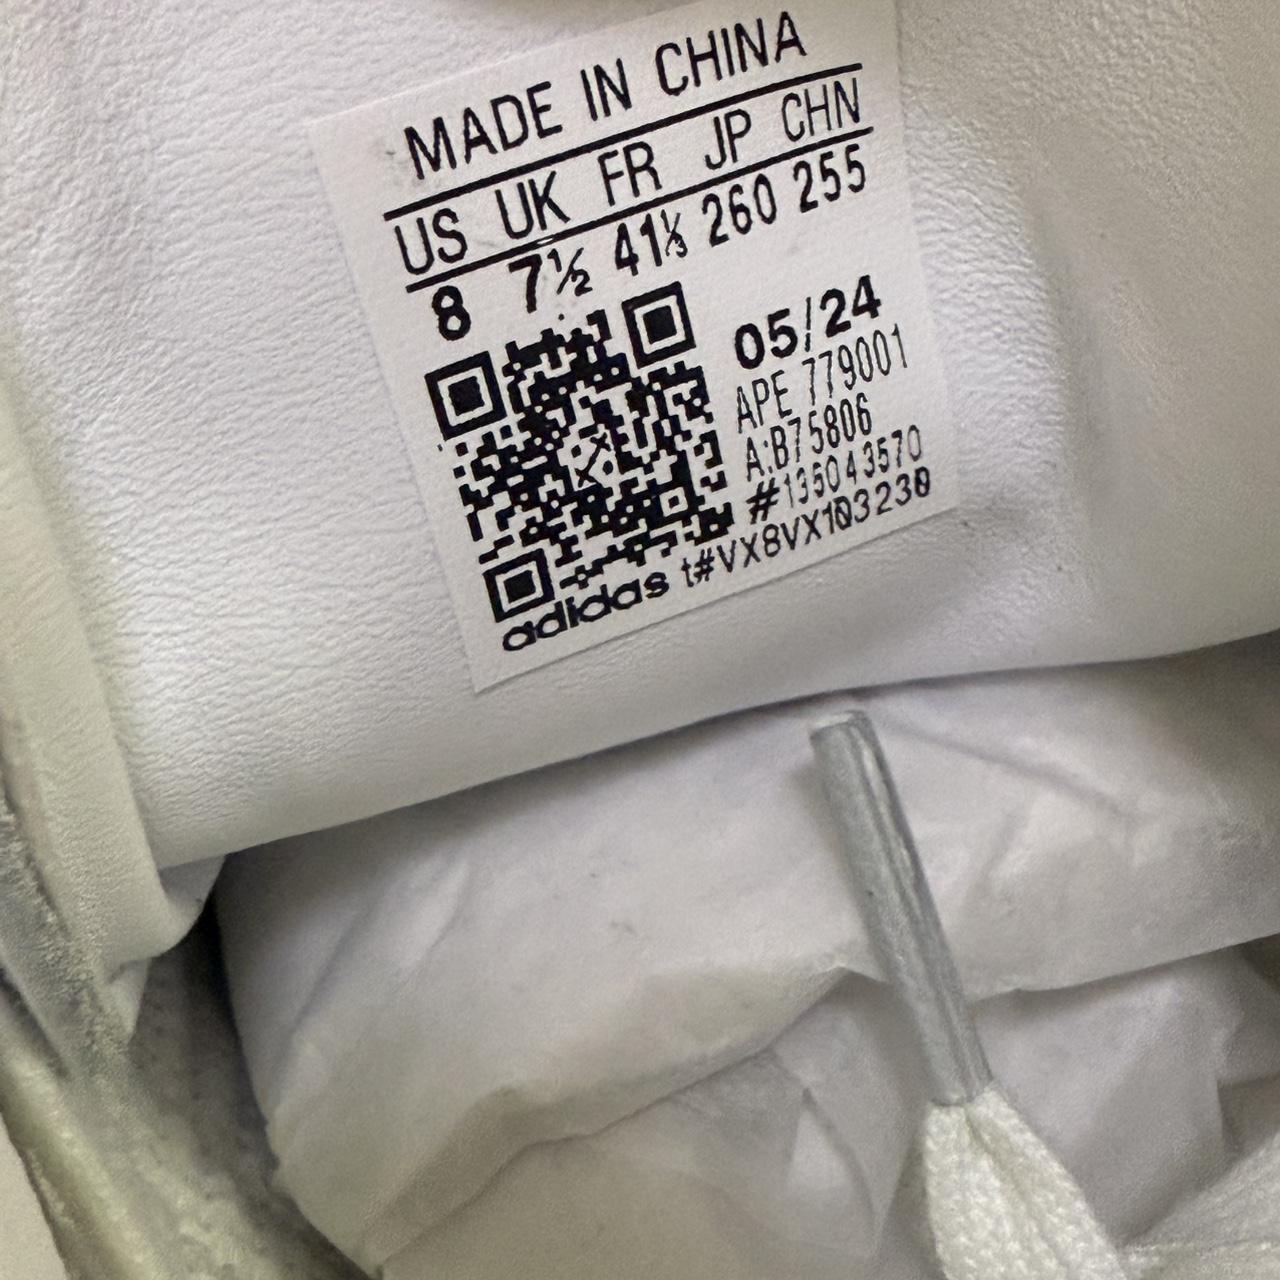 MADE IN CHINA
US UK FR JP CHN
8 7½ 41⅓ 260 255
05/24
APE 779001
A:B75806
#135043570
adidas t#VX8VX103230